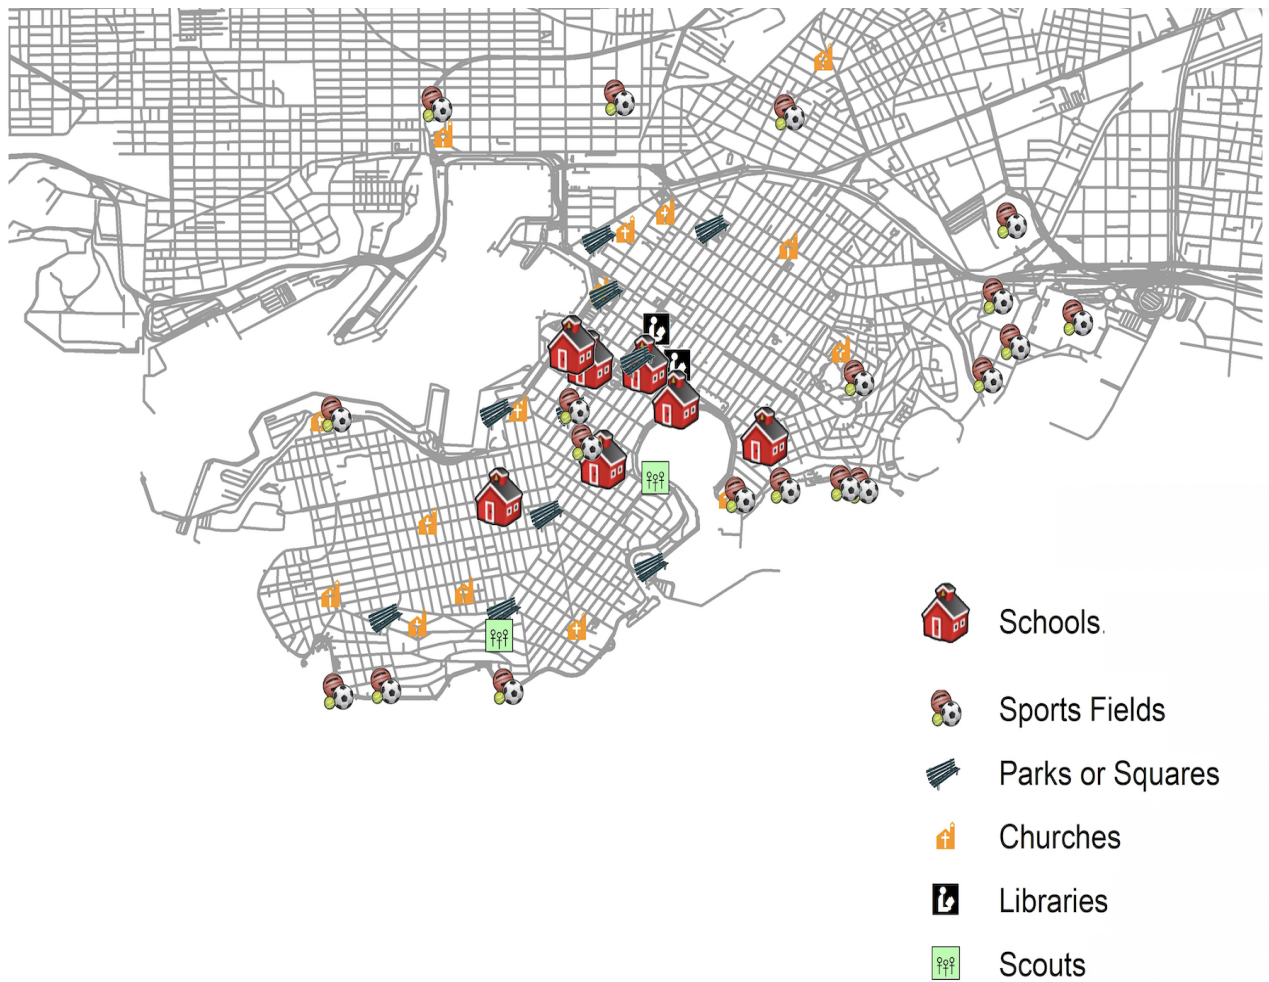 Schools.
Sports Fields
Parks or Squares
Churches
Libraries
Scouts